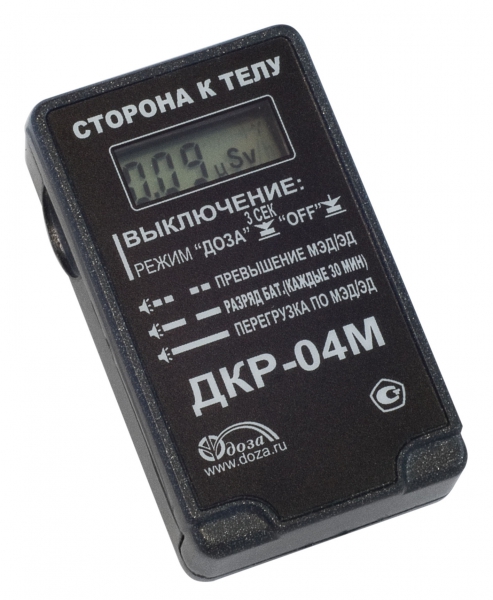 СТОРОНА К ТЕЛУ
0.09 µSv
ВЫКЛЮЧЕНИЕ:
РЕЖИМ "ДОЗА" 3 СЕК "OFF"
ПРЕВЫШЕНИЕ МЭД/ЭД
РАЗРЯД БАТ.(КАЖДЫЕ 30 МИН)
ПЕРЕГРУЗКА ПО МЭД/ЭД
ДКР-04М
доза
www.doza.ru